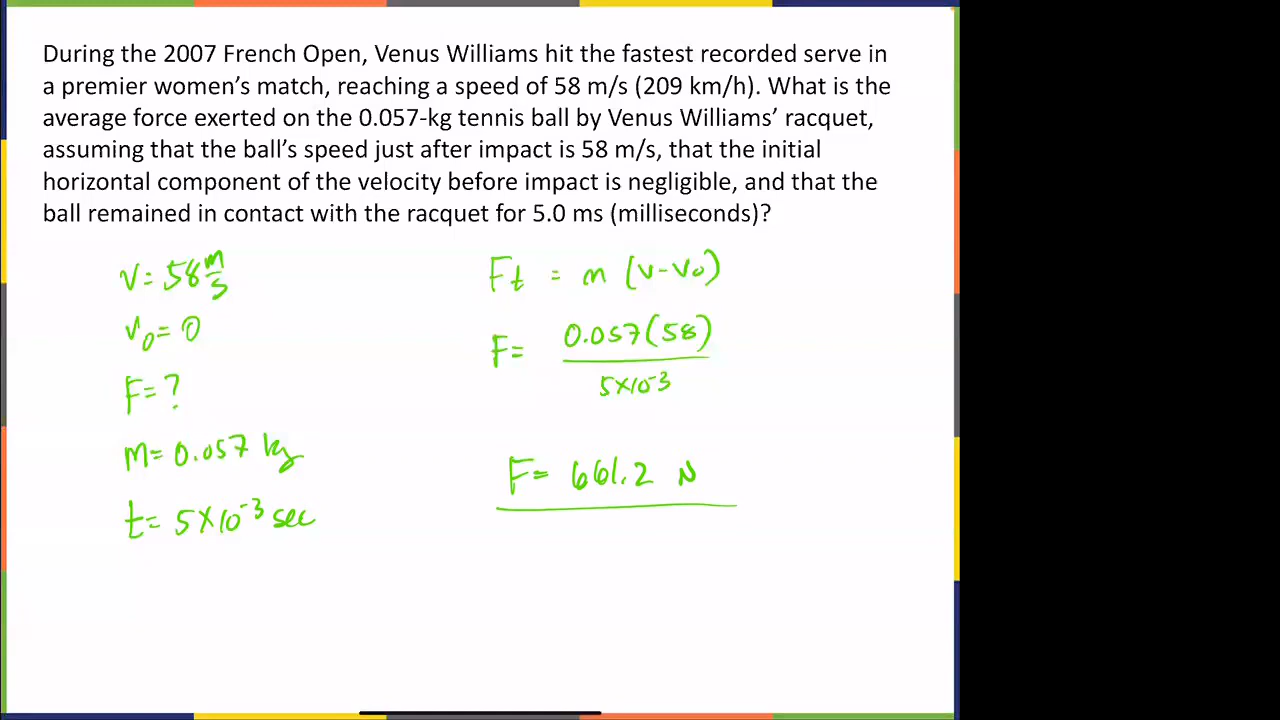 During the 2007 French Open, Venus Williams hit the fastest recorded serve in
a premier women's match, reaching a speed of 58 m/s (209 km/h). What is the
average force exerted on the 0.057-kg tennis ball by Venus Williams' racquet,
assuming that the ball's speed just after impact is 58 m/s, that the initial
horizontal component of the velocity before impact is negligible, and that the
ball remained in contact with the racquet for 5.0 ms (milliseconds)?
V = 58 m/s
V₀ = 0
F = ?
m = 0.057 kg
t = 5×10⁻³ sec
Ft = m (V-V₀)
F = 0.057(58) / 5×10⁻³
F = 661.2 N